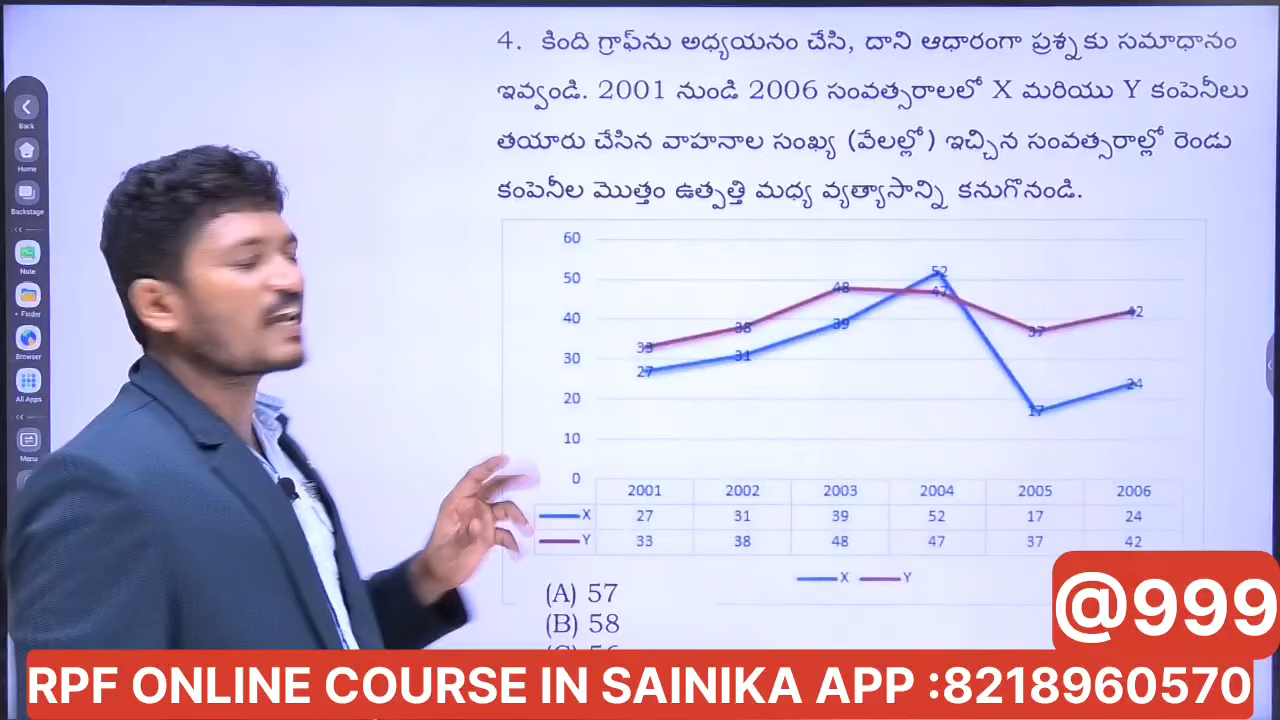 4. కింది గ్రాఫ్‌ను అధ్యయనం చేసి, దాని ఆధారంగా ప్రశ్నకు సమాధానం
ఇవ్వండి. 2001 నుండి 2006 సంవత్సరాలలో X మరియు Y కంపెనీలు
తయారు చేసిన వాహనాల సంఖ్య (వేలల్లో) ఇచ్చిన సంవత్సరాల్లో రెండు
కంపెనీల మొత్తం ఉత్పత్తి మధ్య వ్యత్యాసాన్ని కనుగొనండి.
Back
Home
Backstage
Note
Finder
Browser
All Apps
Menu
60
50
40
30
20
10
0
33 38 48 47 37 42
27 31 39 52 17 24
2001 2002 2003 2004 2005 2006
X 27 31 39 52 17 24
Y 33 38 48 47 37 42
X Y
(A) 57
(B) 58
@999
RPF ONLINE COURSE IN SAINIKA APP :8218960570